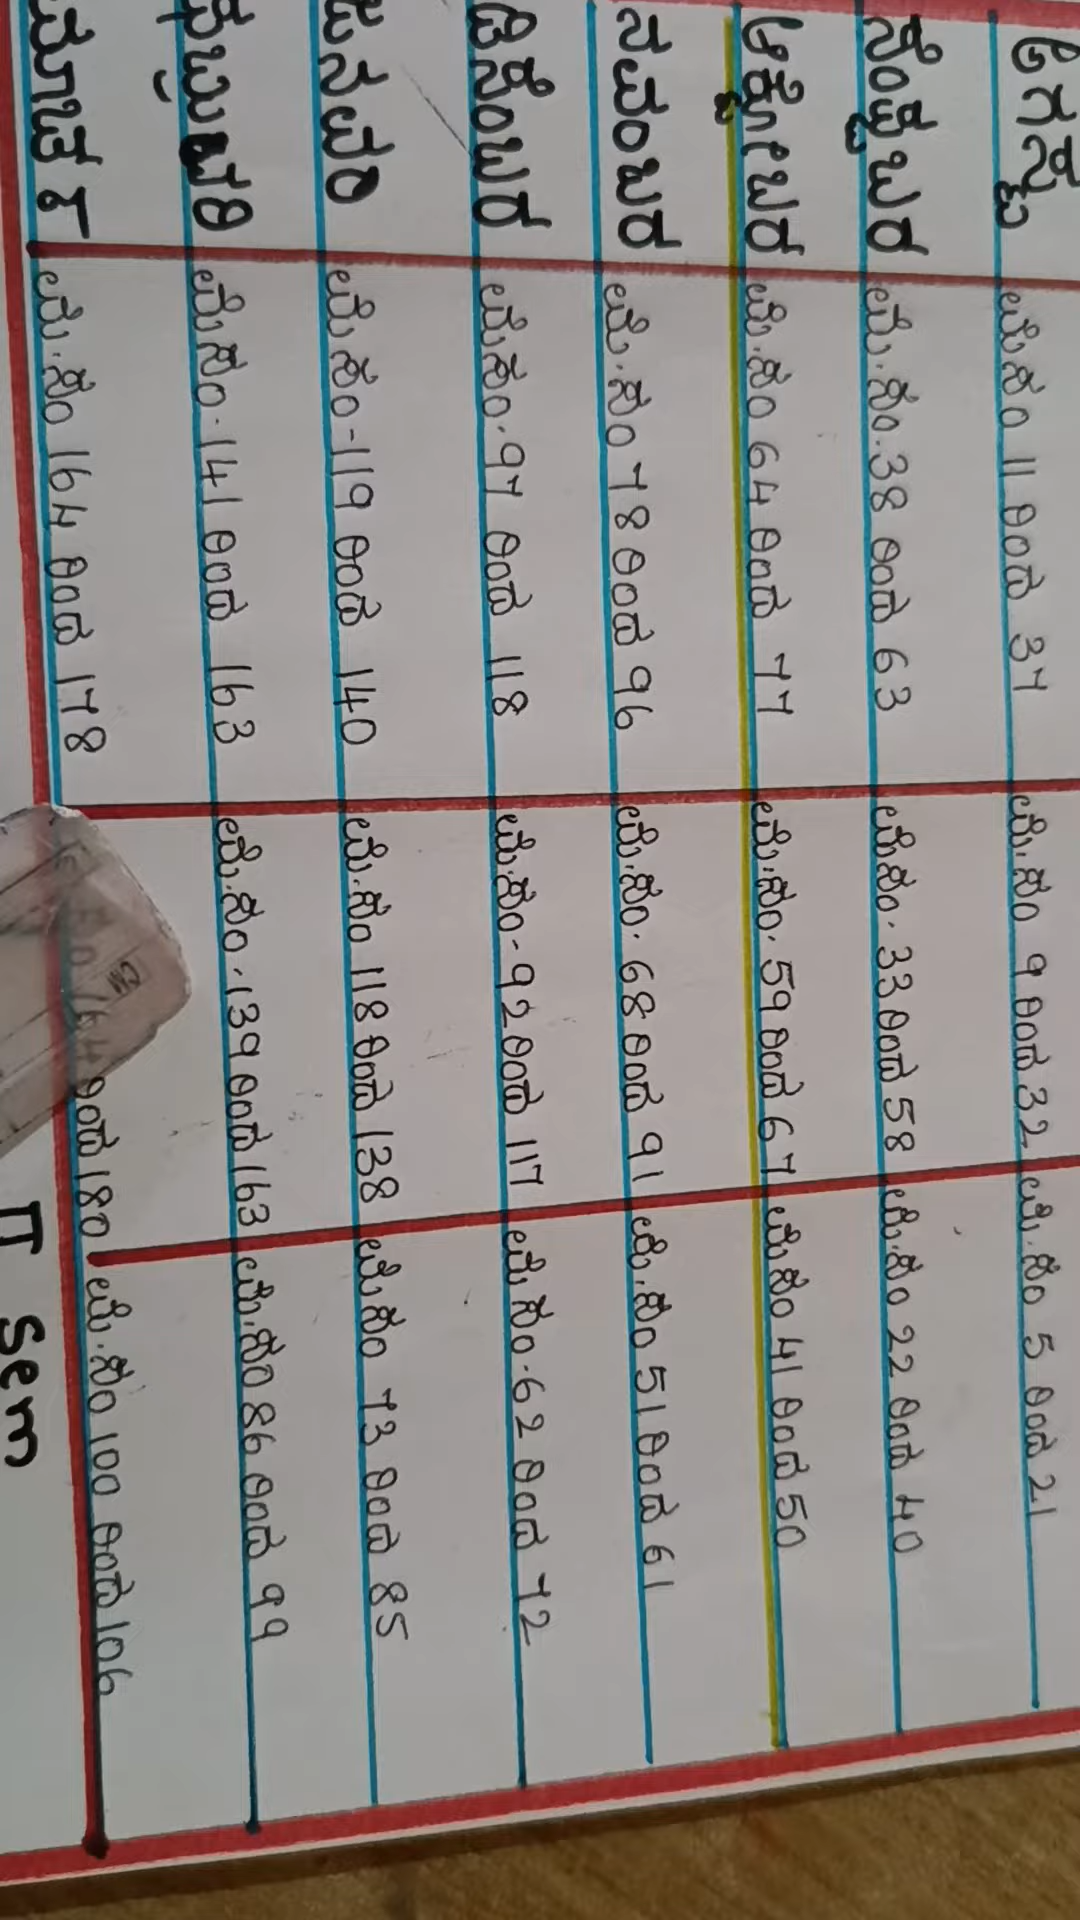 ಆಗಸ್ಟು ಪು.ಸಂ 11 ರಿಂದ 37 ಪು.ಸಂ 9 ರಿಂದ 32 ಪು.ಸಂ 5 ರಿಂದ 21
ಸೆಂಪ್ಟೆಂಬರ ಪು.ಸಂ.38 ರಿಂದ 63 ಪು.ಸಂ.33 ರಿಂದ 58 ಪು.ಸಂ 22 ರಿಂದ 40
ಅಕ್ಟೋಬರ ಪು.ಸಂ 64 ರಿಂದ 77 ಪು.ಸಂ.59 ರಿಂದ 67 ಪು.ಸಂ 41 ರಿಂದ 50
ನವಂಬರ ಪು.ಸಂ 78 ರಿಂದ 96 ಪು.ಸಂ.68 ರಿಂದ 91 ಪು.ಸಂ 51 ರಿಂದ 61
ಡಿಸೆಂಬರ ಪು.ಸಂ.97 ರಿಂದ 118 ಪು.ಸಂ-92 ರಿಂದ 117 ಪು.ಸಂ.62 ರಿಂದ 72
ಜನವರಿ ಪು.ಸಂ-119 ರಿಂದ 140 ಪು.ಸಂ 118 ರಿಂದ 138 ಪು.ಸಂ 73 ರಿಂದ 85
ಫೆಬ್ರುವರಿ ಪು.ಸಂ.141 ರಿಂದ 163 ಪು.ಸಂ.139 ರಿಂದ 163 ಪು.ಸಂ 86 ರಿಂದ 99
ಮಾರ್ಚ ಪು.ಸಂ 164 ರಿಂದ 178 ರಿಂದ 180 ಪು.ಸಂ 100 ರಿಂದ 106
II Sem